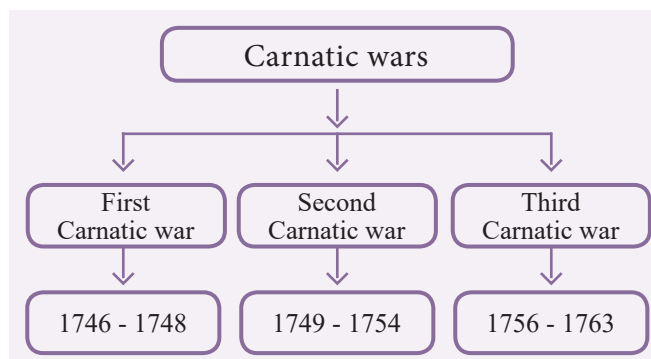 Carnatic wars
First
Carnatic war
Second
Carnatic war
Third
Carnatic war
1746 - 1748
1749 - 1754
1756 - 1763